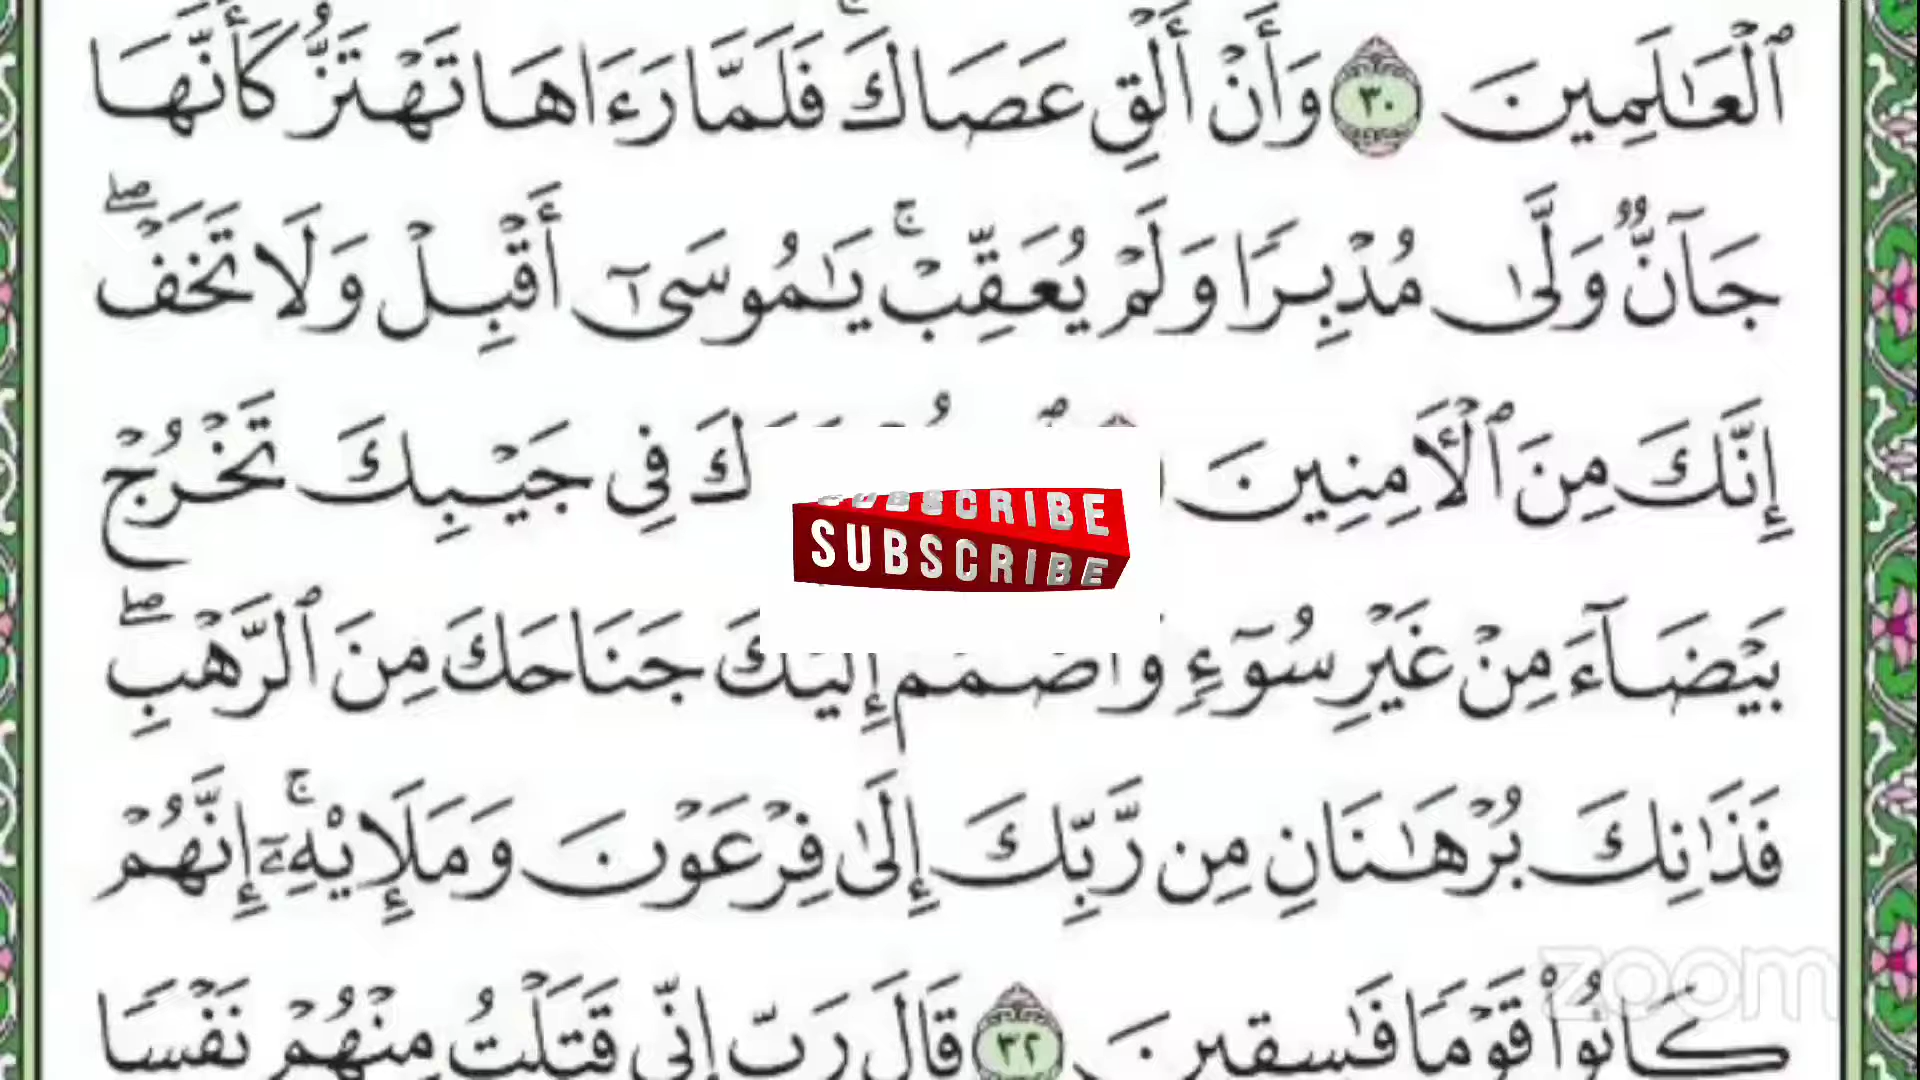 ٱلْعَٰلَمِينَ ٣٠ وَأَنْ أَلْقِ عَصَاكَ ۚ فَلَمَّا رَءَاهَا تَهْتَزُّ كَأَنَّهَا
جَآنٌّ وَلَّىٰ مُدْبِرًا وَلَمْ يُعَقِّبْ ۚ يَٰمُوسَىٰٓ أَقْبِلْ وَلَا تَخَفْ ۖ
إِنَّكَ مِنَ ٱلْأَمِنِينَ كَ فِى جَيْبِكَ تَخْرُجْ
SUBSCRIBE
SUBSCRIBE
بَيْضَآءَ مِنْ غَيْرِ سُوٓءٍ وَٱضْمُمْ إِلَيْكَ جَنَاحَكَ مِنَ ٱلرَّهْبِ ۖ
فَذَٰنِكَ بُرْهَٰنَانِ مِن رَّبِّكَ إِلَىٰ فِرْعَوْنَ وَمَلَإِيْهِۦٓ ۚ إِنَّهُمْ
كَانُوا۟ قَوْمًا فَٰسِقِينَ ٣٢ قَالَ رَبِّ إِنِّى قَتَلْتُ مِنْهُمْ نَفْسًا
zoom